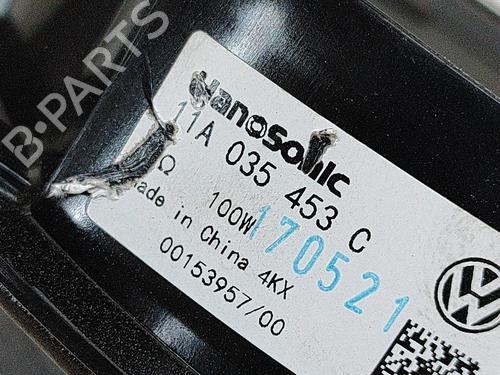 B-PARTS
nanosonic
11A 035 453 C
Ω 100W
170521
Made in China 4KX
00153957/00